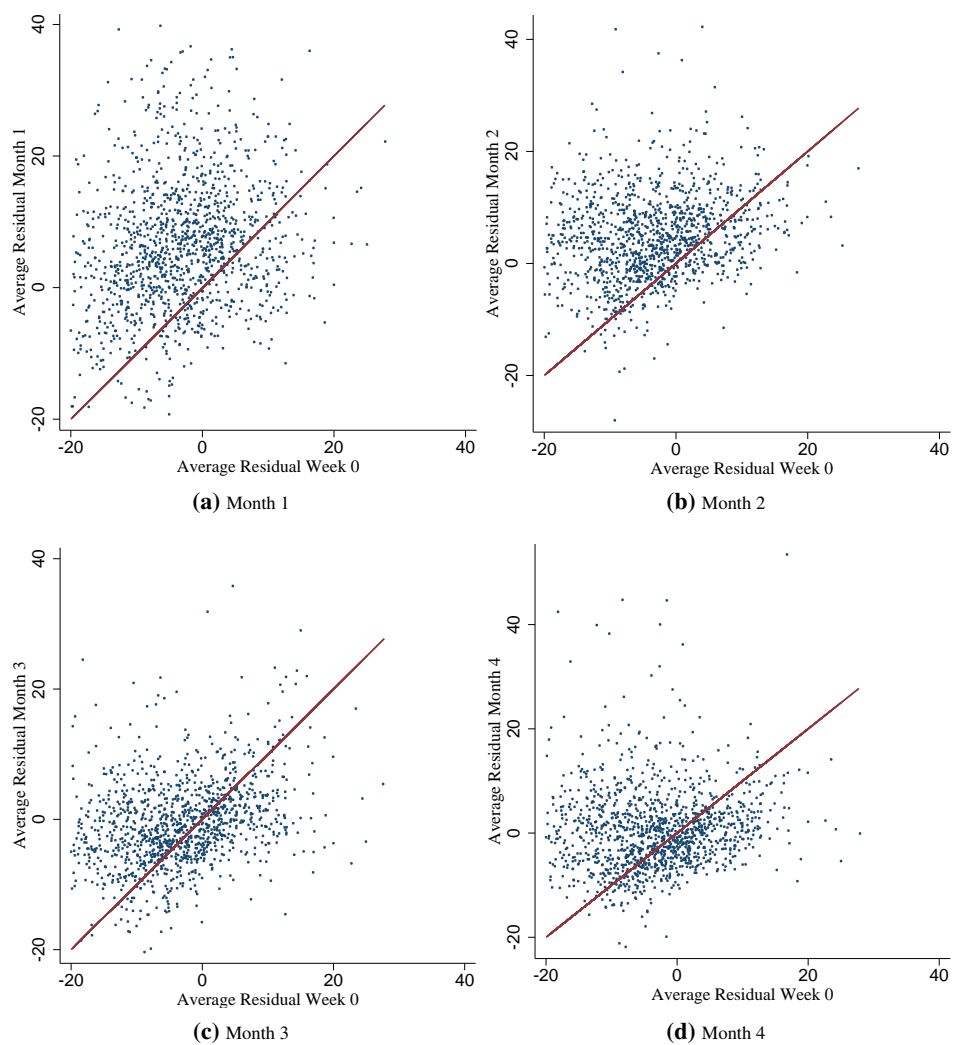 40
20
0
-20
Average Residual Month 1
-20 0 20 40
Average Residual Week 0
(a) Month 1
40
20
0
-20
Average Residual Month 2
-20 0 20 40
Average Residual Week 0
(b) Month 2
40
20
0
-20
Average Residual Month 3
-20 0 20 40
Average Residual Week 0
(c) Month 3
40
20
0
-20
Average Residual Month 4
-20 0 20 40
Average Residual Week 0
(d) Month 4